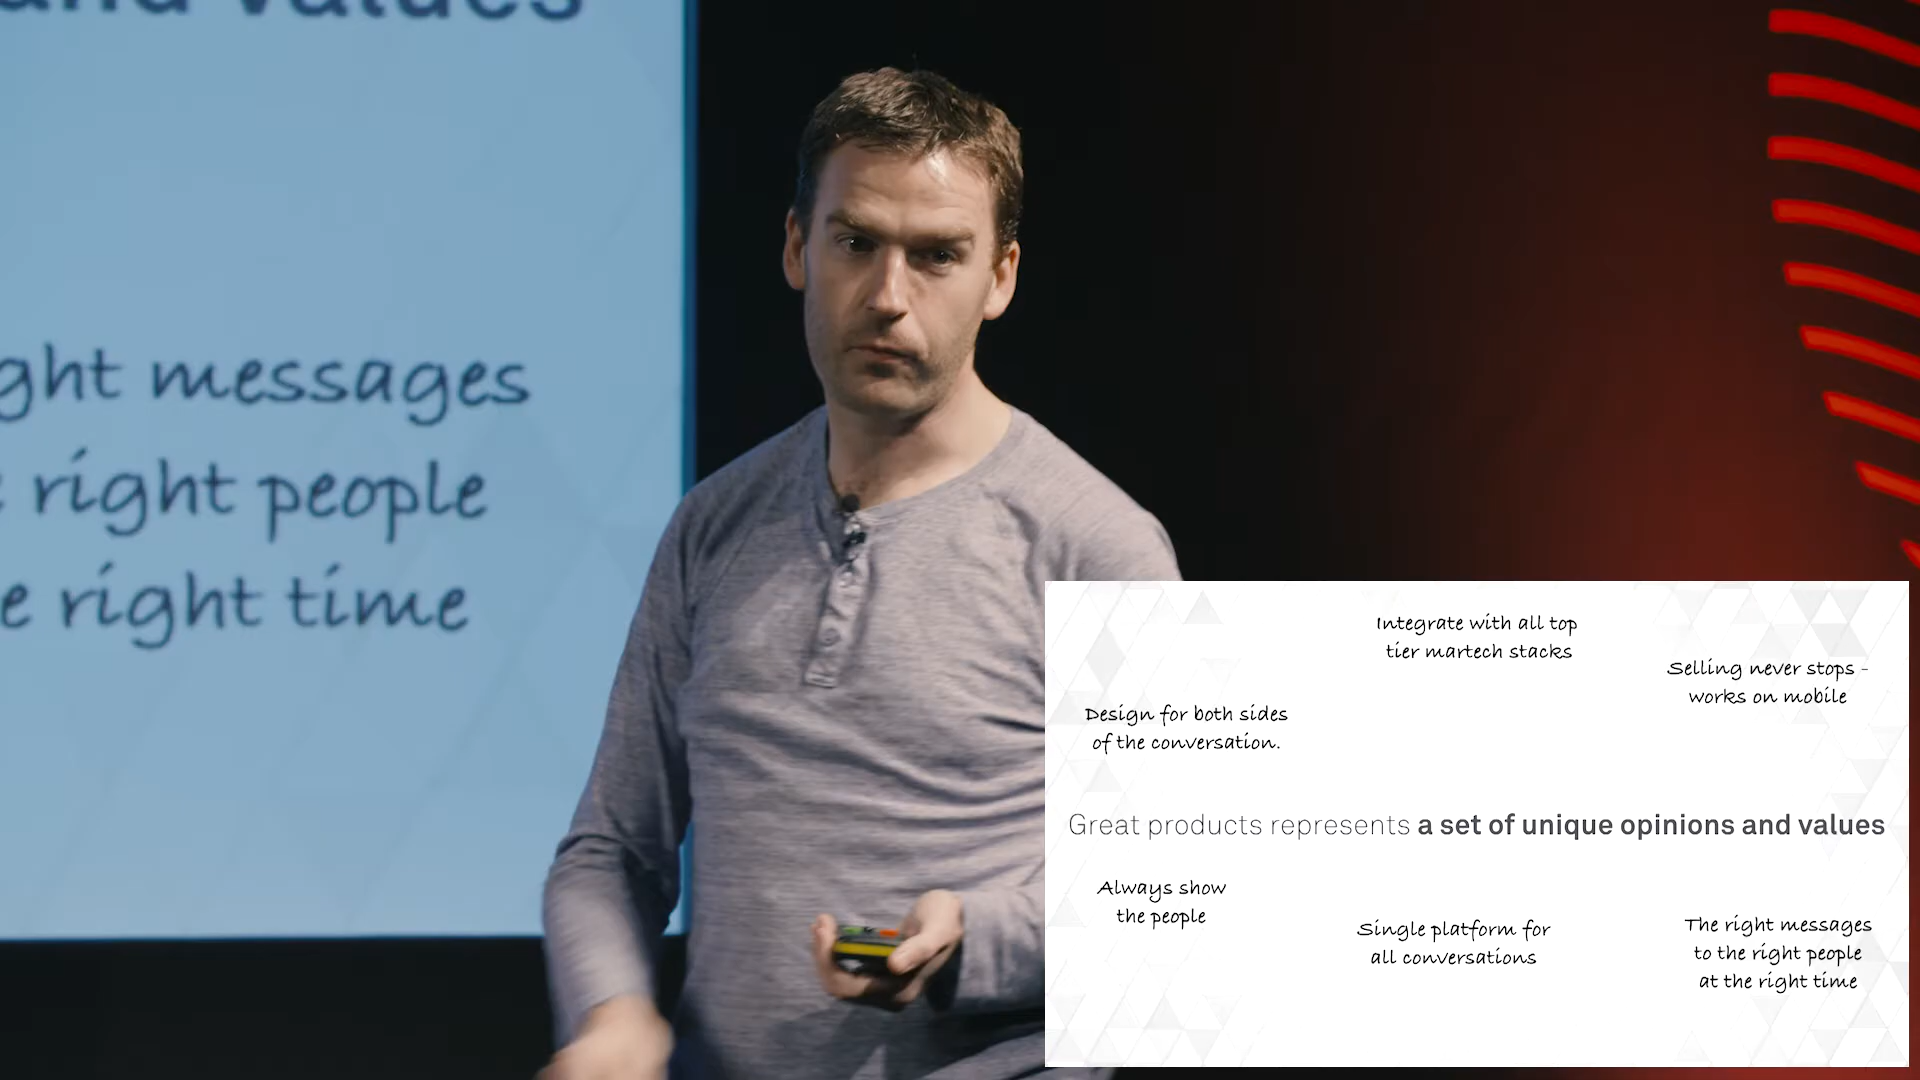 and values
right messages
right people
right time
Integrate with all top
tier martech stacks
Selling never stops -
works on mobile
Design for both sides
of the conversation.
Great products represents a set of unique opinions and values
Always show
the people
Single platform for
all conversations
The right messages
to the right people
at the right time